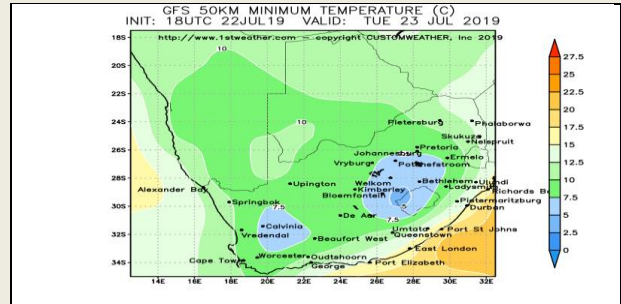 GFS 50KM MINIMUM TEMPERATURE (C)
INIT: 18UTC 22JUL19 VALID: TUE 23 JUL 2019
http://www.1stweather.com -- copyright CUSTOMWEATHER, Inc 2019
18S
20S
22S
24S
26S
28S
30S
32S
34S
10
10
7.5
7.5
5
Pietersburg
Phalaborwa
Skukuza
Nelspruit
Pretoria
Johannesburg
Ermelo
Potchefstroom
Vryburg
Welkom
Bethlehem
Ulundi
Ladysmith
Kimberley
Richards B
Bloemfontein
Pietermaritzburg
Durban
Alexander Bay
Upington
Springbok
De Aar
Calvinia
Vredendal
Umtata
Port St Johns
Queenstown
Beaufort West
East London
Worcester
Oudtshoorn
Cape Town
George
Port Elizabeth
14E 16E 18E 20E 22E 24E 26E 28E 30E 32E
27.5
25
22.5
20
17.5
15
12.5
10
7.5
5
2.5
0